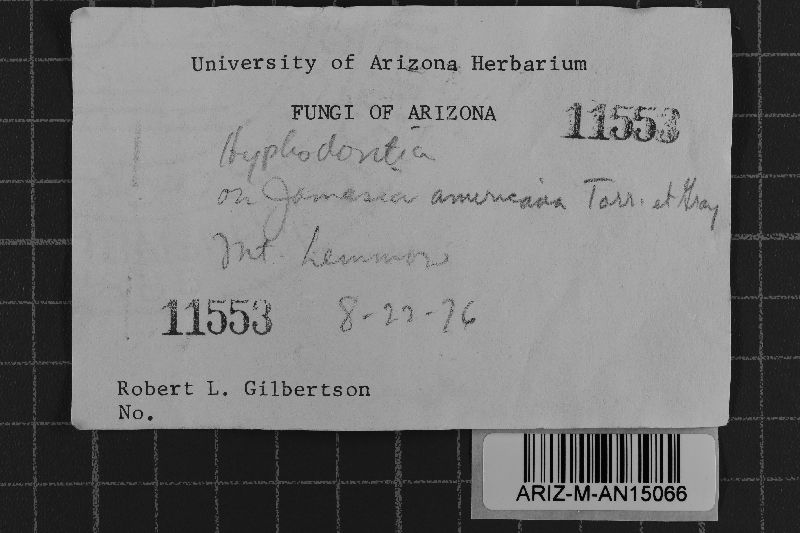 University of Arizona Herbarium
FUNGI OF ARIZONA
11553
Hyphodontia
on Jamesia americana Torr. et Gray
Mt. Lemmon
11553 8-22-76
Robert L. Gilbertson
No.
ARIZ-M-AN15066